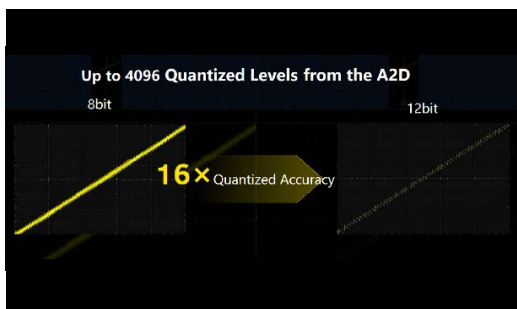 Up to 4096 Quantized Levels from the A2D
8bit
12bit
16× Quantized Accuracy